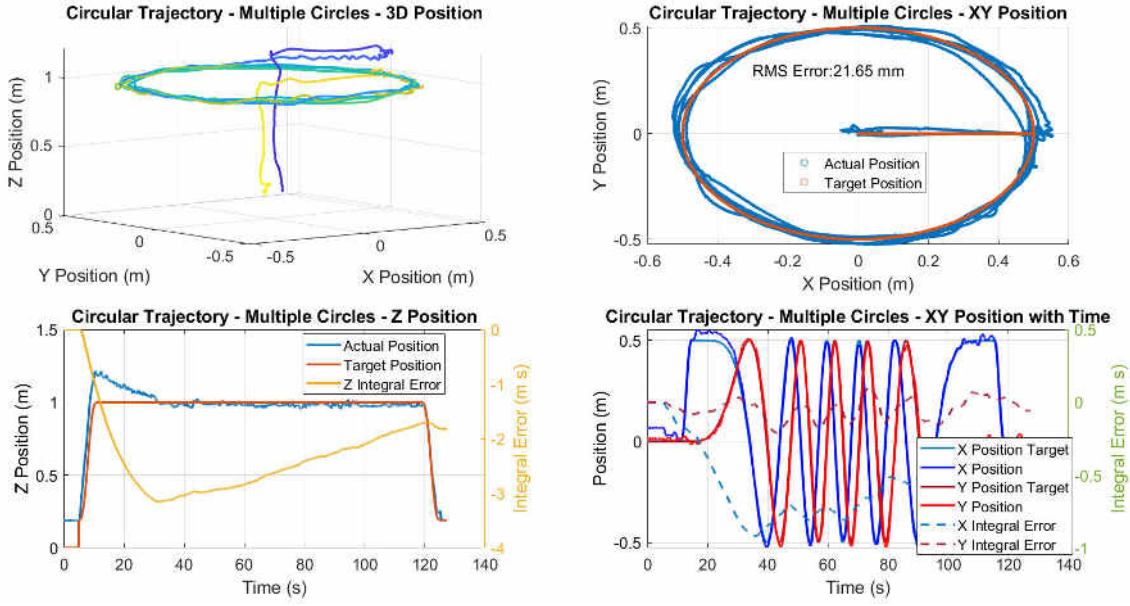 Circular Trajectory - Multiple Circles - 3D Position
Z Position (m)
1
0.5
0
0.5
0
-0.5
-0.5
0
0.5
Y Position (m)
X Position (m)
Circular Trajectory - Multiple Circles - XY Position
Y Position (m)
0.5
0
-0.5
RMS Error:21.65 mm
Actual Position
Target Position
-0.6
-0.4
-0.2
0
0.2
0.4
0.6
X Position (m)
Circular Trajectory - Multiple Circles - Z Position
Z Position (m)
1.5
1
0.5
0
Actual Position
Target Position
Z Integral Error
0
-1
-2
-3
-4
Integral Error (m s)
0
20
40
60
80
100
120
140
Time (s)
Circular Trajectory - Multiple Circles - XY Position with Time
Position (m)
0.5
0
-0.5
X Position Target
X Position
Y Position Target
Y Position
X Integral Error
Y Integral Error
0.5
0
-0.5
-1
Integral Error (m s)
0
20
40
60
80
100
120
140
Time (s)